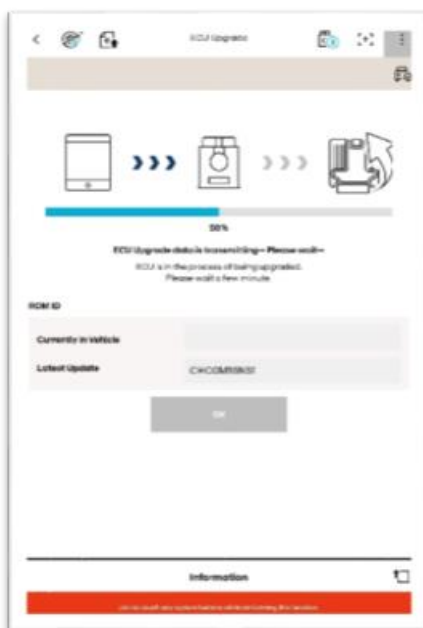 ECU Upgrade
50%
ECU Upgrade data is transmitting-- Please wait--
ECU is in the process of being upgraded.
Please wait a few minute
ROM ID
Currently in Vehicle
Latest Update
OK
Information